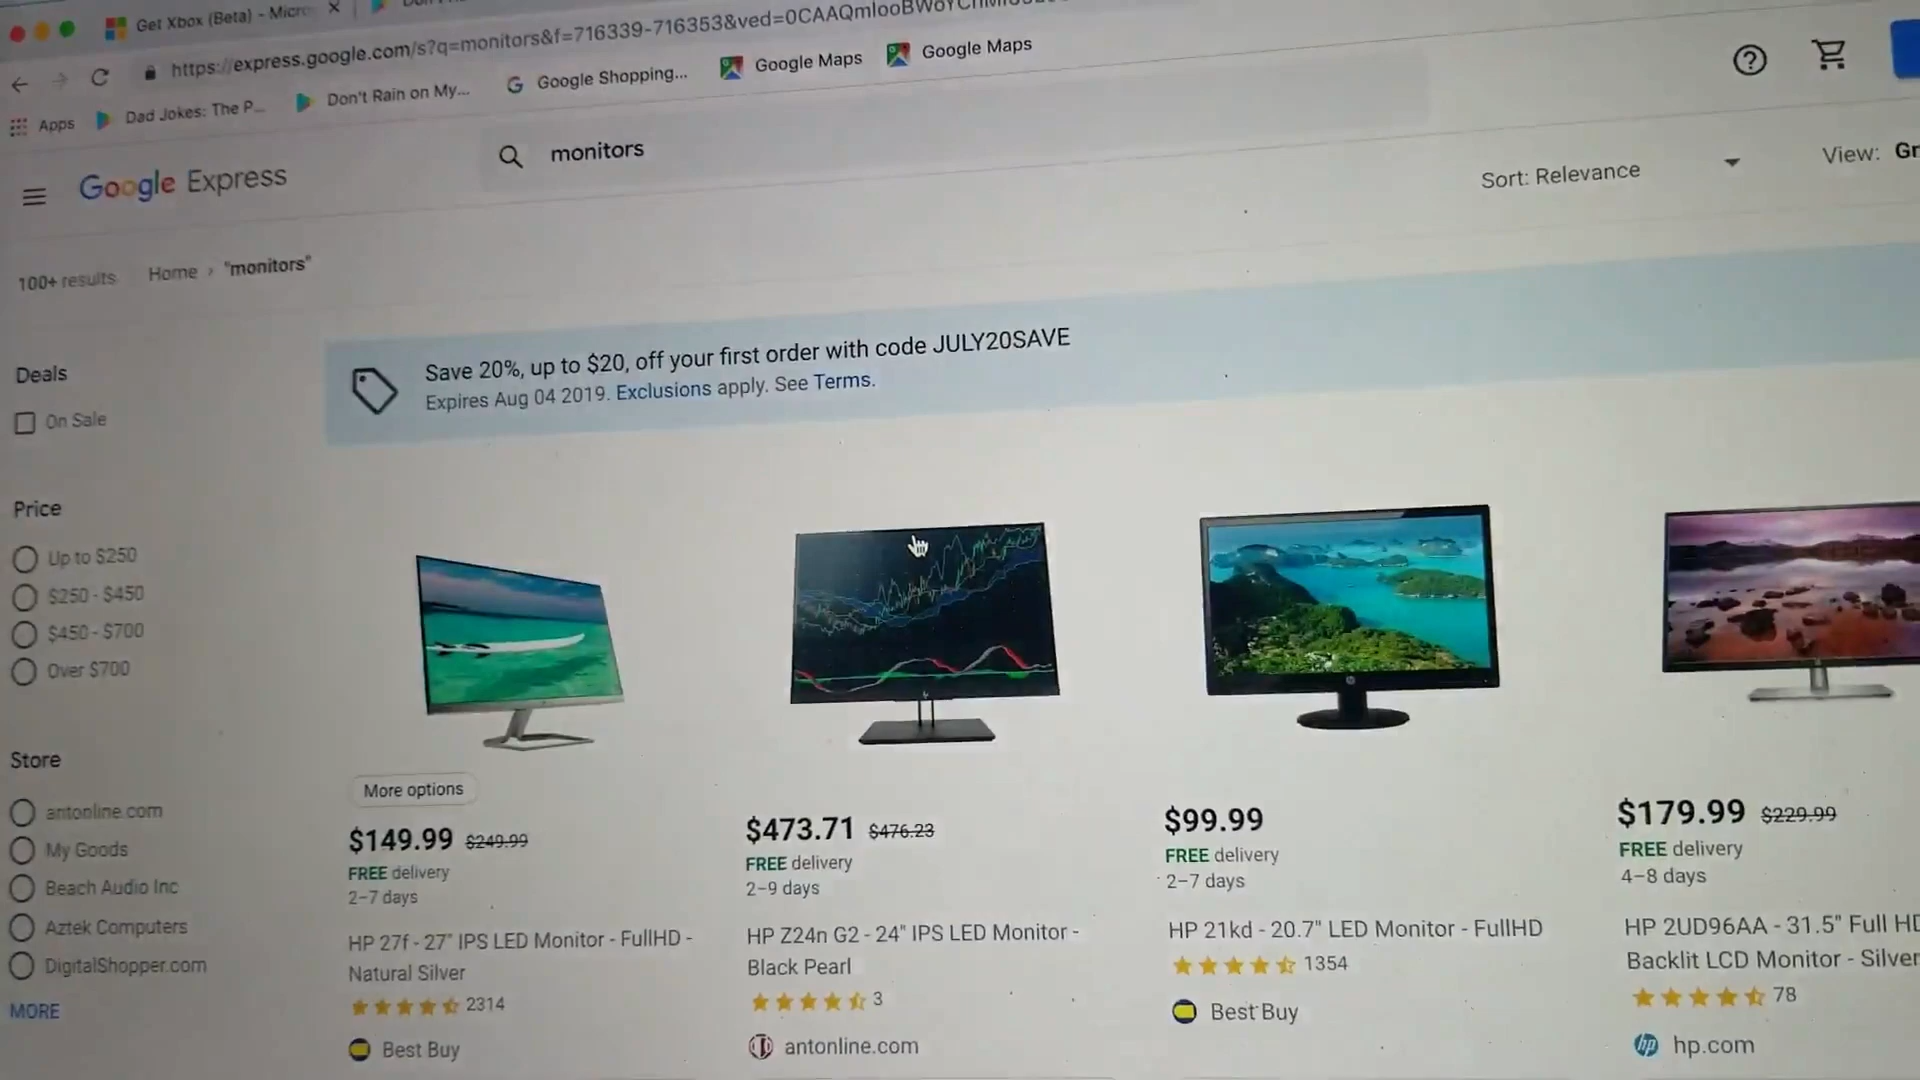 Get Xbox (Beta) - Micro
https://express.google.com/s?q=monitors&f=716339-716353&ved=0CAAQmlooBW
Apps
Dad Jokes: The P...
Don't Rain on My...
Google Shopping...
Google Maps
Google Maps
Google Express
monitors
Sort: Relevance
View:
100+ results
Home › "monitors"
Save 20%, up to $20, off your first order with code JULY20SAVE
Expires Aug 04 2019. Exclusions apply. See Terms.
Deals
On Sale
Price
Up to $250
$250 - $450
$450 - $700
Over $700
Store
antonline.com
My Goods
Beach Audio Inc
Aztek Computers
DigitalShopper.com
MORE
More options
$149.99 $249.99
FREE delivery
2–7 days
HP 27f - 27" IPS LED Monitor - FullHD -
Natural Silver
2314
Best Buy
$473.71 $476.23
FREE delivery
2–9 days
HP Z24n G2 - 24" IPS LED Monitor -
Black Pearl
3
antonline.com
$99.99
FREE delivery
2–7 days
HP 21kd - 20.7" LED Monitor - FullHD
1354
Best Buy
$179.99 $229.99
FREE delivery
4–8 days
HP 2UD96AA - 31.5" Full HD
Backlit LCD Monitor - Silver
78
hp hp.com